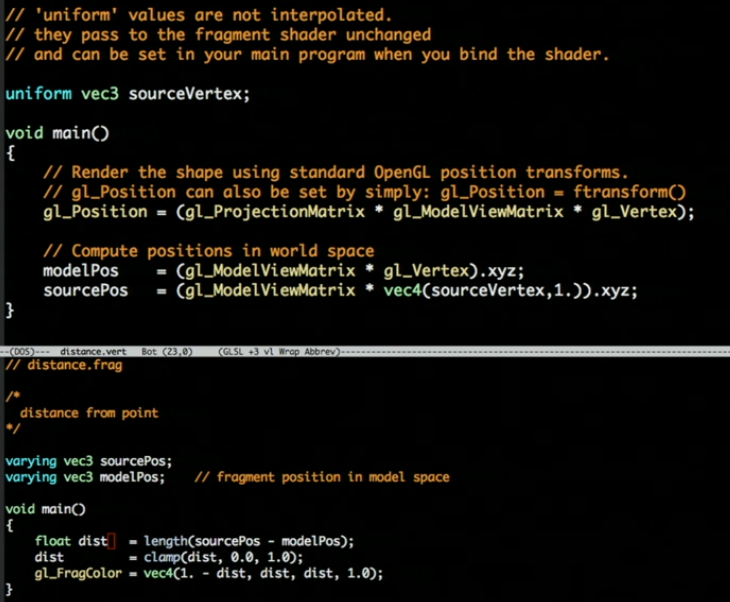 // 'uniform' values are not interpolated.
// they pass to the fragment shader unchanged
// and can be set in your main program when you bind the shader.
uniform vec3 sourceVertex;
void main()
{
// Render the shape using standard OpenGL position transforms.
// gl_Position can also be set by simply: gl_Position = ftransform()
gl_Position = (gl_ProjectionMatrix * gl_ModelViewMatrix * gl_Vertex);
// Compute positions in world space
modelPos = (gl_ModelViewMatrix * gl_Vertex).xyz;
sourcePos = (gl_ModelViewMatrix * vec4(sourceVertex,1.)).xyz;
}
--(DOS)--- distance.vert Bot (23,0) (GLSL +3 vl Wrap Abbrev)---
// distance.frag
/*
distance from point
*/
varying vec3 sourcePos;
varying vec3 modelPos; // fragment position in model space
void main()
{
float dist = length(sourcePos - modelPos);
dist = clamp(dist, 0.0, 1.0);
gl_FragColor = vec4(1. - dist, dist, dist, 1.0);
}